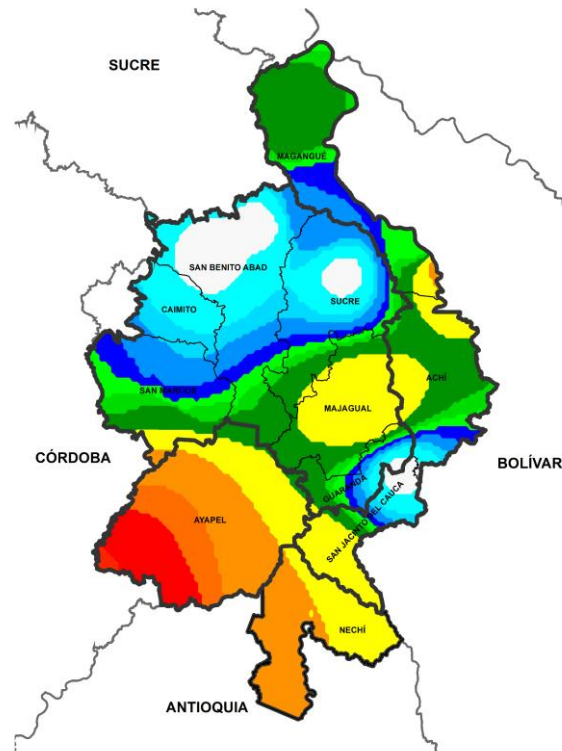 SUCRE
MAGANGUÉ
SAN BENITO ABAD
SUCRE
CAIMITO
SAN MARCOS
ACHÍ
MAJAGUAL
CÓRDOBA
BOLÍVAR
GUARANDA
SAN JACINTO DEL CAUCA
AYAPEL
NECHÍ
ANTIOQUIA